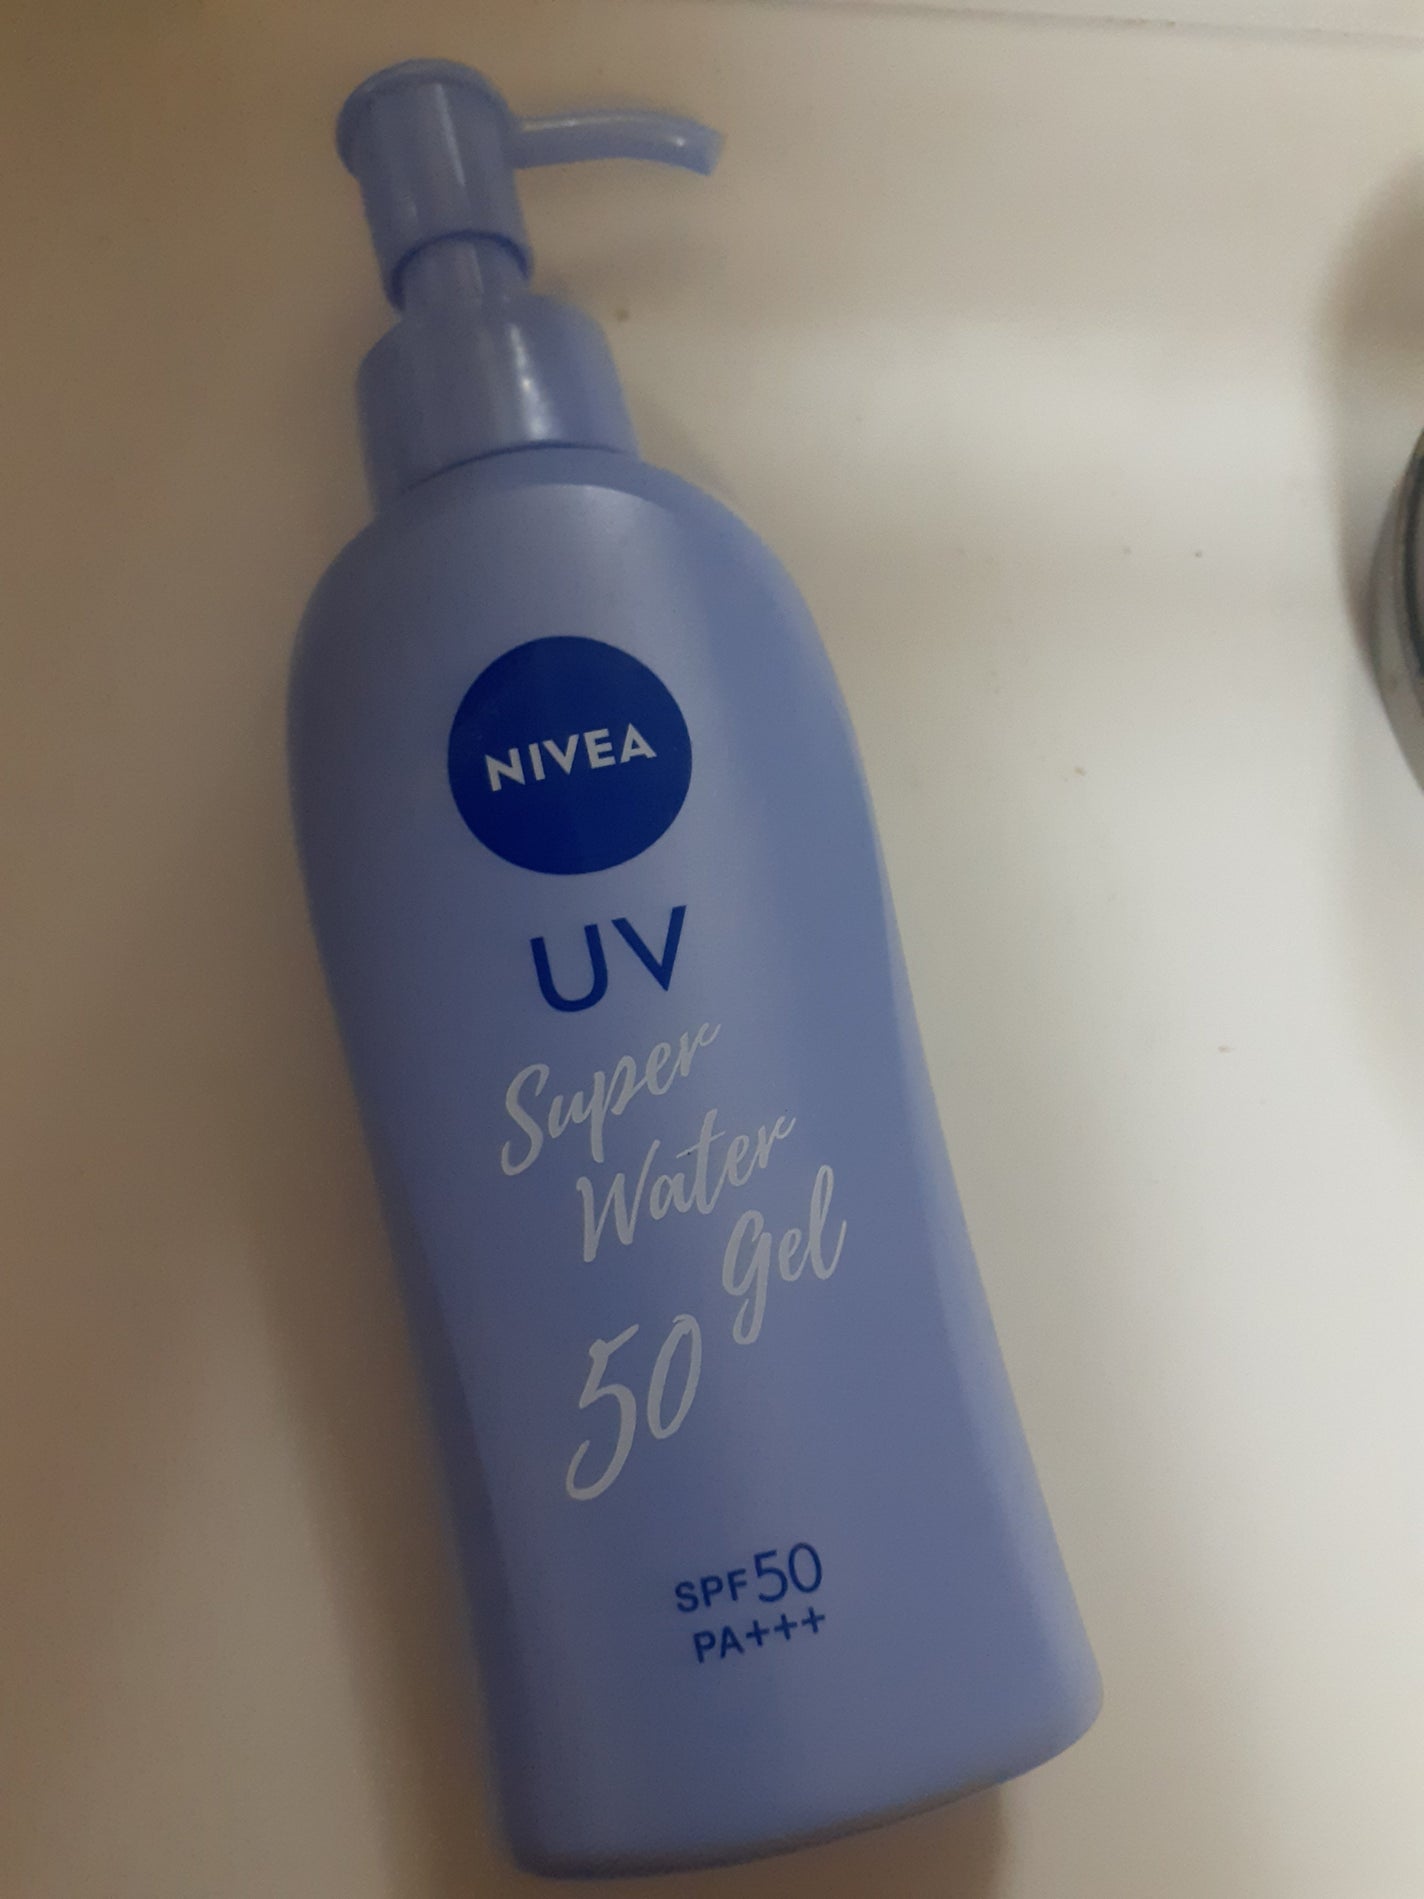 NIVEA
UV
Super
Water
Gel
50
SPF50
PA+++